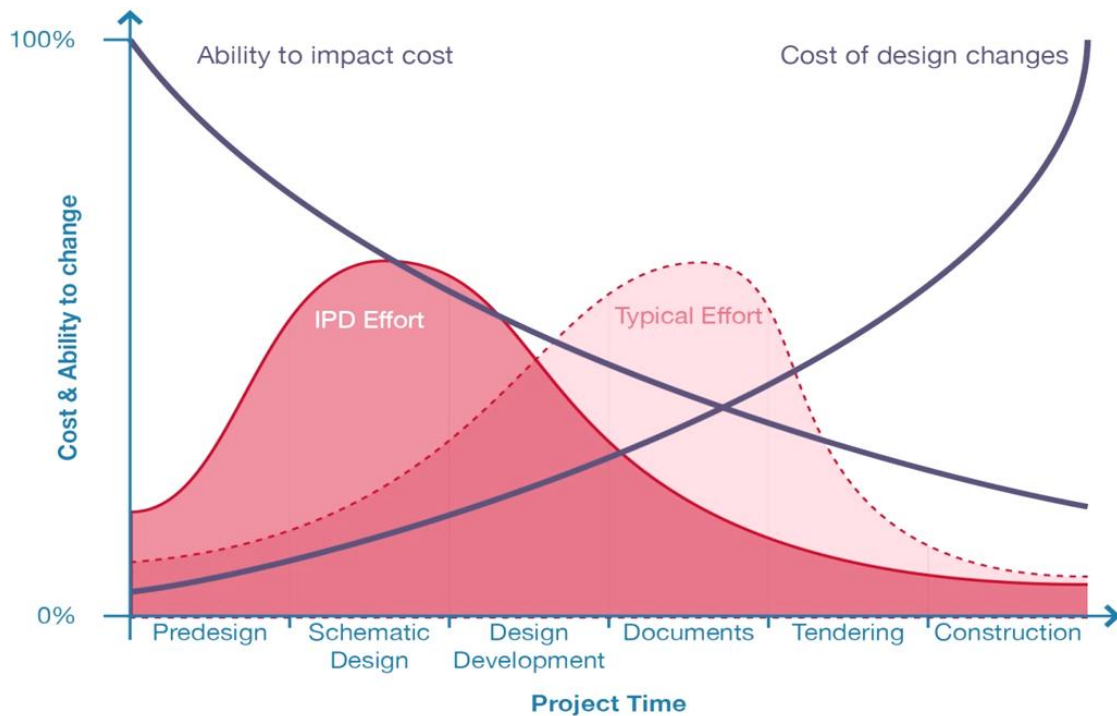 100%
Ability to impact cost
Cost of design changes
Cost & Ability to change
IPD Effort
Typical Effort
0%
Predesign
Schematic
Design
Design
Development
Documents
Tendering
Construction
Project Time